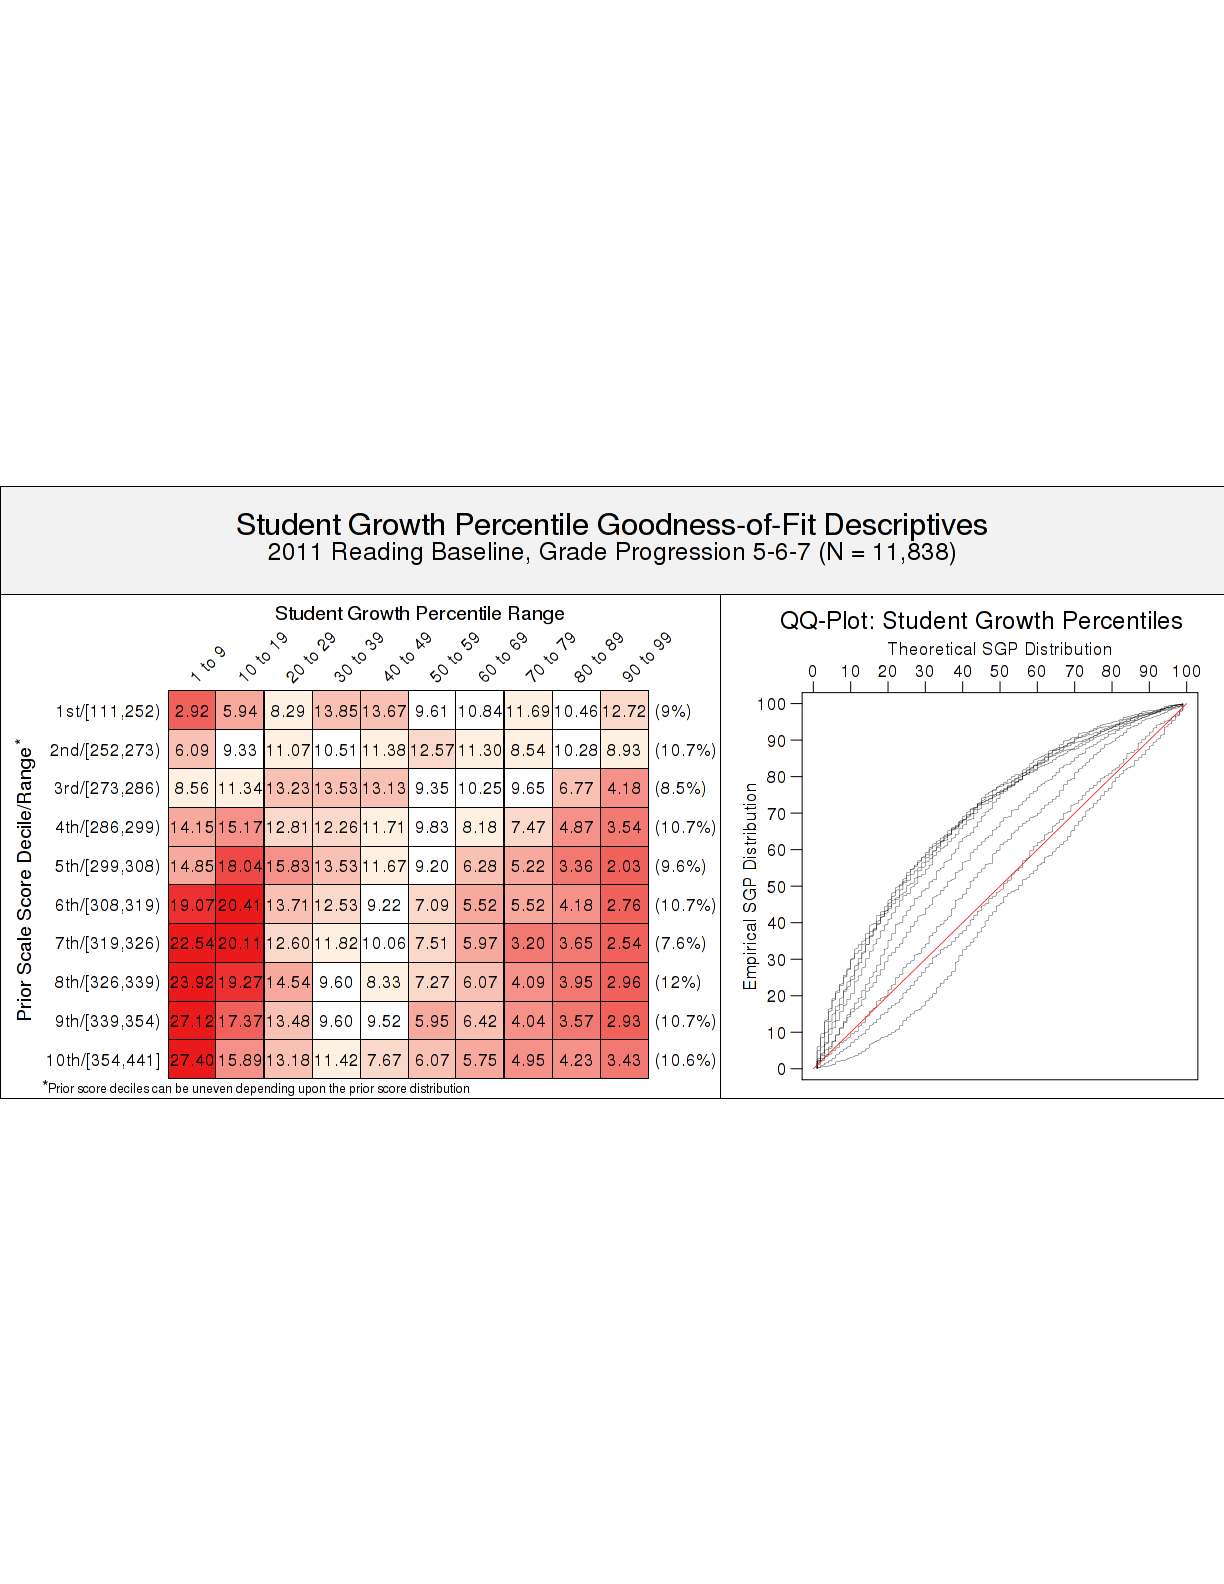 Student Growth Percentile Goodness-of-Fit Descriptives
2011 Reading Baseline, Grade Progression 5-6-7 (N = 11,838)
Student Growth Percentile Range
1 to 9 10 to 19 20 to 29 30 to 39 40 to 49 50 to 59 60 to 69 70 to 79 80 to 89 90 to 99
Prior Scale Score Decile/Range*
1st/[111,252) 2.92 5.94 8.29 13.85 13.67 9.61 10.84 11.69 10.46 12.72 (9%)
2nd/[252,273) 6.09 9.33 11.07 10.51 11.38 12.57 11.30 8.54 10.28 8.93 (10.7%)
3rd/[273,286) 8.56 11.34 13.23 13.53 13.13 9.35 10.25 9.65 6.77 4.18 (8.5%)
4th/[286,299) 14.15 15.17 12.81 12.26 11.71 9.83 8.18 7.47 4.87 3.54 (10.7%)
5th/[299,308) 14.85 18.04 15.83 13.53 11.67 9.20 6.28 5.22 3.36 2.03 (9.6%)
6th/[308,319) 19.07 20.41 13.71 12.53 9.22 7.09 5.52 5.52 4.18 2.76 (10.7%)
7th/[319,326) 22.54 20.11 12.60 11.82 10.06 7.51 5.97 3.20 3.65 2.54 (7.6%)
8th/[326,339) 23.92 19.27 14.54 9.60 8.33 7.27 6.07 4.09 3.95 2.96 (12%)
9th/[339,354) 27.12 17.37 13.48 9.60 9.52 5.95 6.42 4.04 3.57 2.93 (10.7%)
10th/[354,441] 27.40 15.89 13.18 11.42 7.67 6.07 5.75 4.95 4.23 3.43 (10.6%)
*Prior score deciles can be uneven depending upon the prior score distribution
QQ-Plot: Student Growth Percentiles
Theoretical SGP Distribution
0 10 20 30 40 50 60 70 80 90 100
Empirical SGP Distribution
100
90
80
70
60
50
40
30
20
10
0